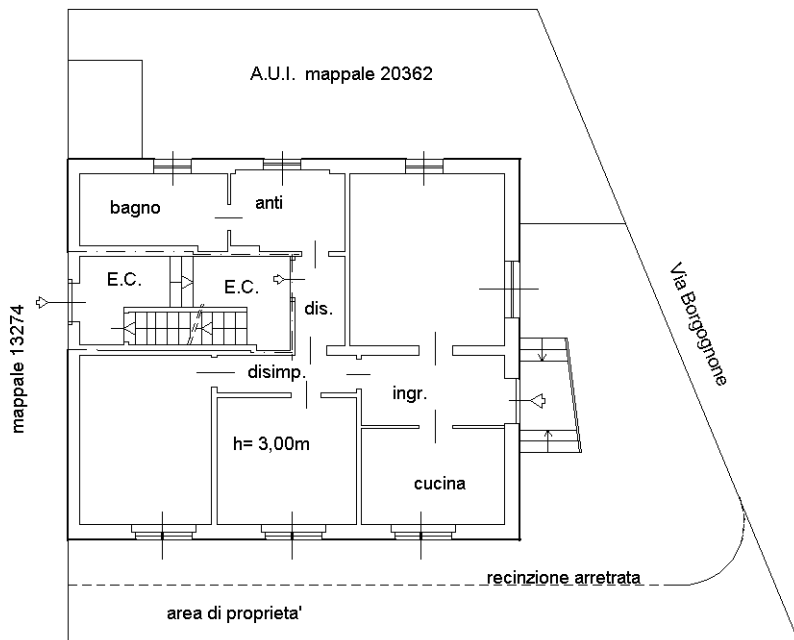 A.U.I. mappale 20362
bagno
anti
E.C.
E.C.
dis.
Via Borgognone
mappale 13274
disimp.
ingr.
h= 3,00m
cucina
recinzione arretrata
area di proprieta'